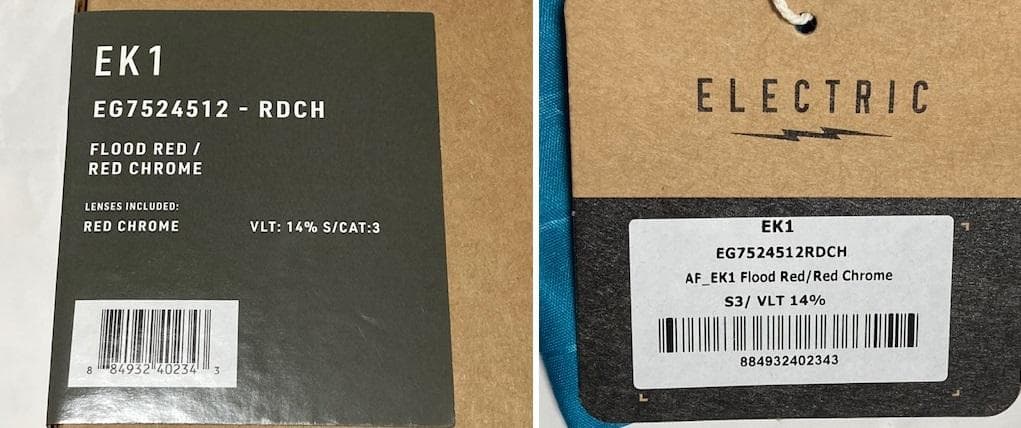 EK1
EG7524512 - RDCH
FLOOD RED /
RED CHROME
LENSES INCLUDED:
RED CHROME VLT: 14% S/CAT:3
8 84932 40234 3
ELECTRIC
EK1
EG7524512RDCH
AF_EK1 Flood Red/Red Chrome
S3/ VLT 14%
884932402343